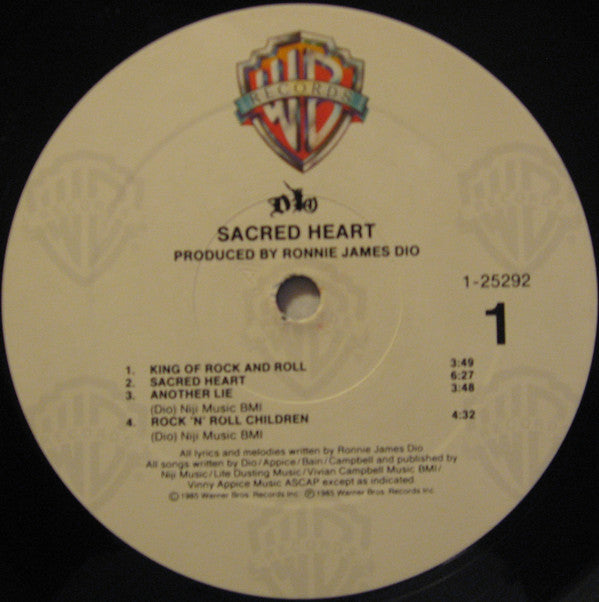 WB
RECORDS
DIO
SACRED HEART
PRODUCED BY RONNIE JAMES DIO
1-25292
1
1. KING OF ROCK AND ROLL 3:49
2. SACRED HEART 6:27
3. ANOTHER LIE 3:48
(Dio) Niji Music BMI
4. ROCK 'N' ROLL CHILDREN 4:32
(Dio) Niji Music BMI
All lyrics and melodies written by Ronnie James Dio
All songs written by Dio/Appice/Bain/Campbell and published by
Niji Music/Life Dusting Music/Vivian Campbell Music BMI/
Vinny Appice Music ASCAP except as indicated.
©1985 Warner Bros. Records Inc. ℗1985 Warner Bros. Records Inc.